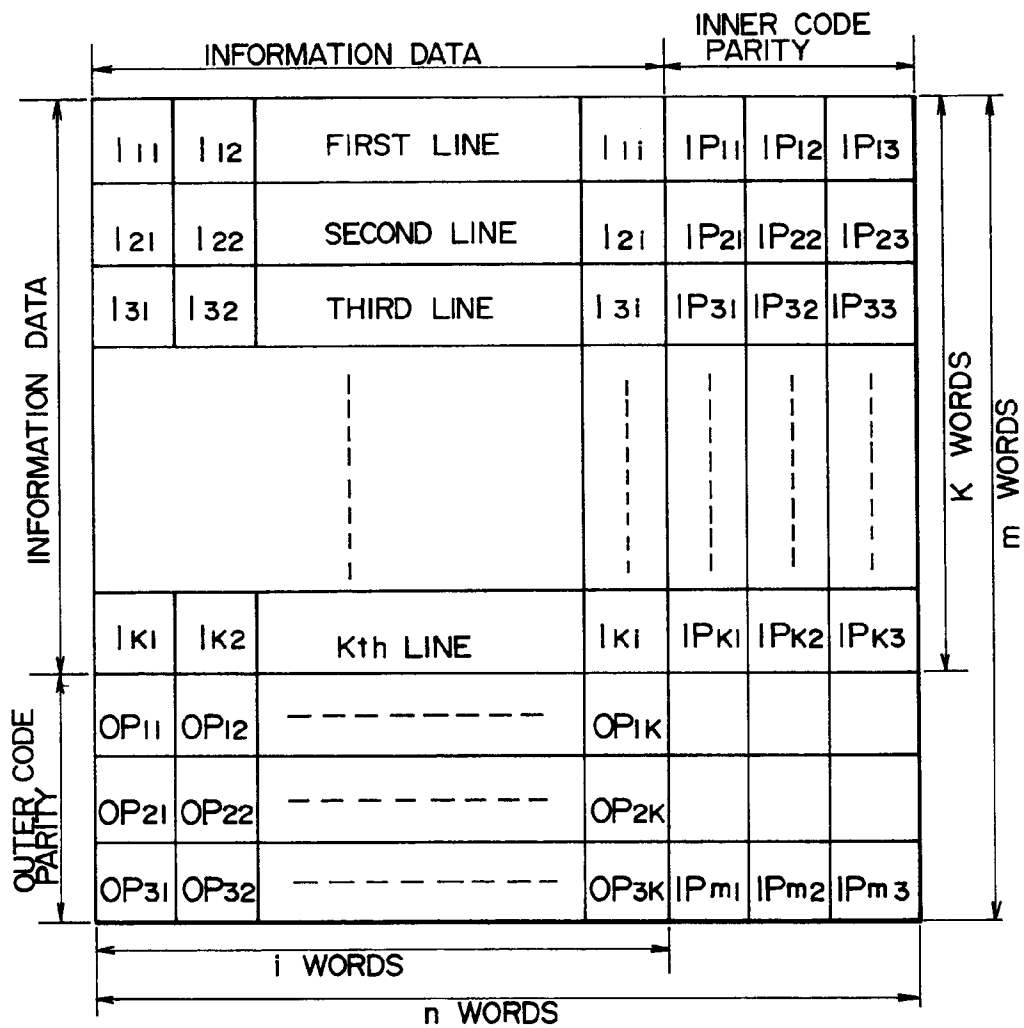 INFORMATION DATA
INNER CODE
PARITY
I11 I12 FIRST LINE I1i IP11 IP12 IP13
I21 I22 SECOND LINE I2i IP21 IP22 IP23
I31 I32 THIRD LINE I3i IP31 IP32 IP33
INFORMATION DATA
K WORDS
m WORDS
IK1 IK2 Kth LINE IKi IPK1 IPK2 IPK3
OUTER CODE
PARITY
OP11 OP12 OP1K
OP21 OP22 OP2K
OP31 OP32 OP3K IPm1 IPm2 IPm3
i WORDS
n WORDS